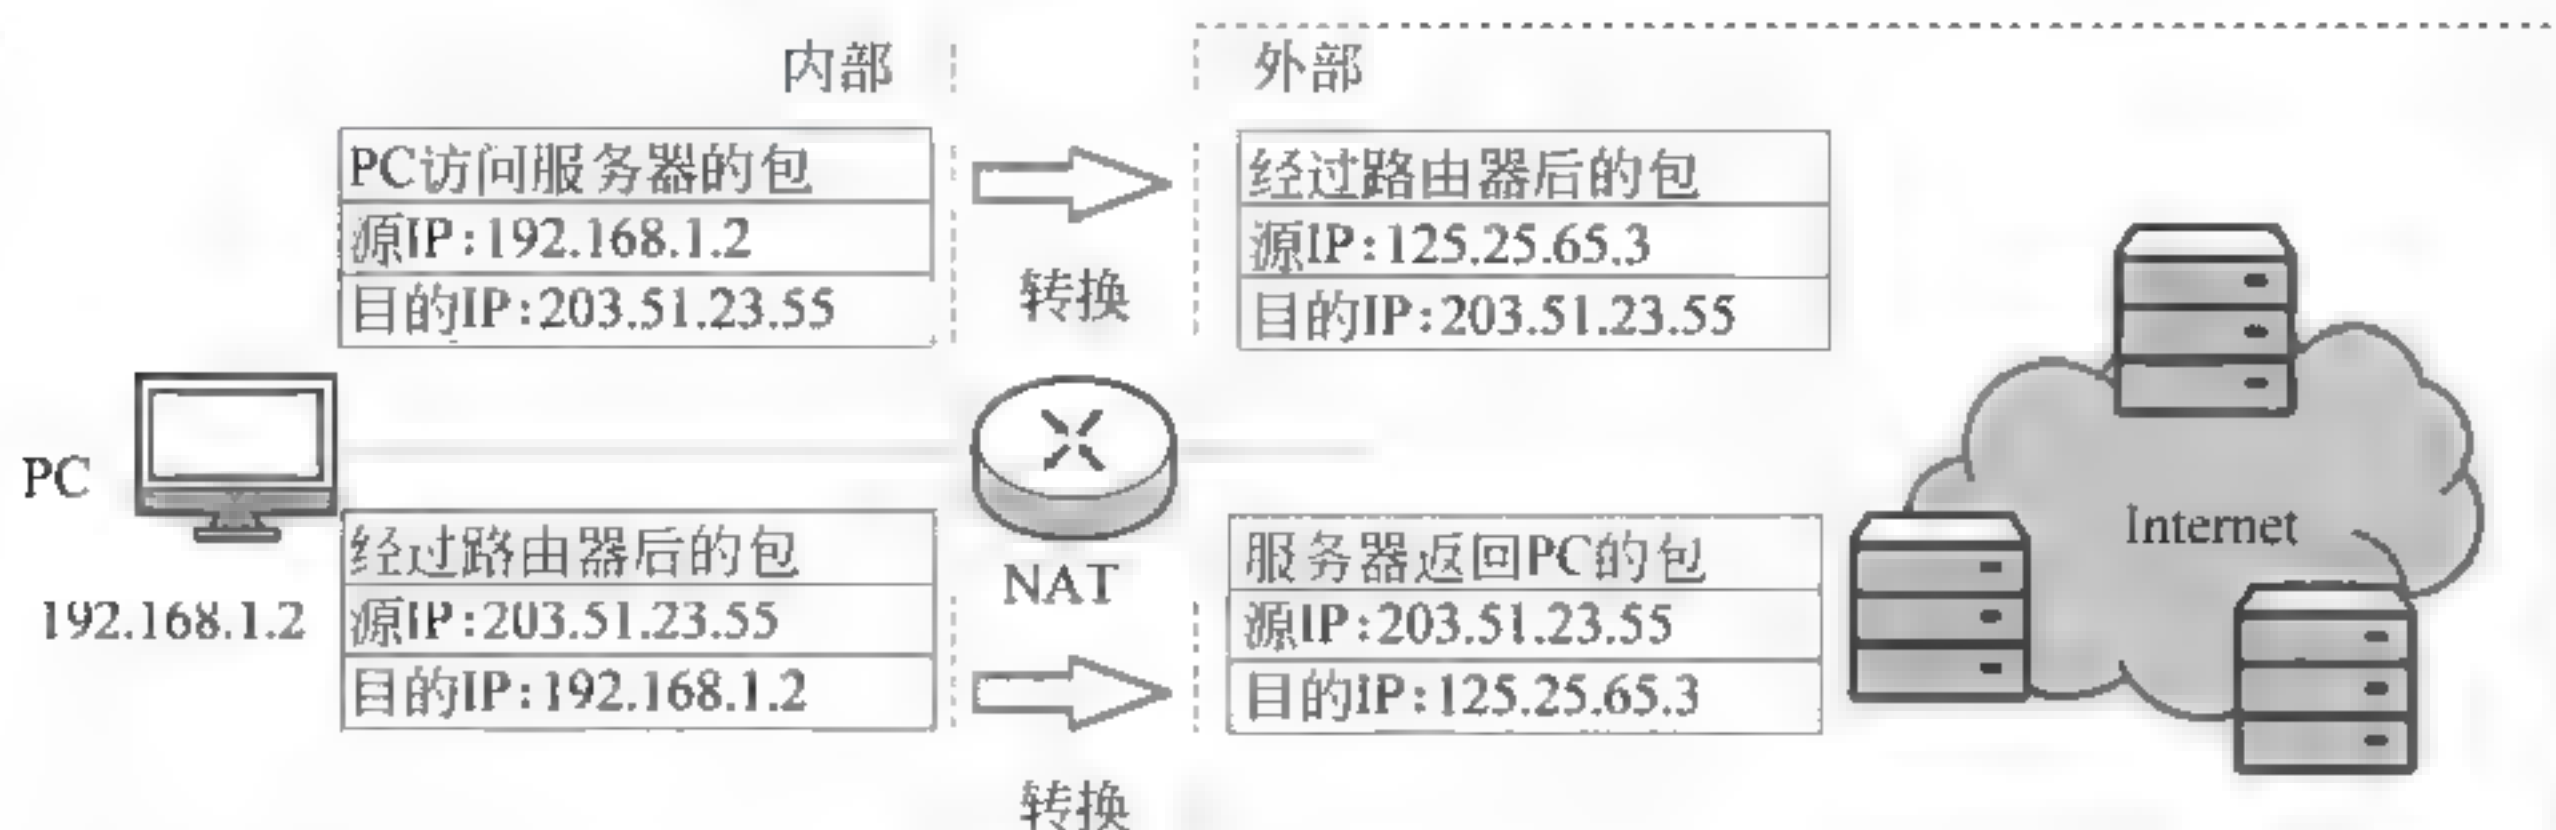 内部
外部
PC访问服务器的包
源IP:192.168.1.2
目的IP:203.51.23.55
转换
经过路由器后的包
源IP:125.25.65.3
目的IP:203.51.23.55
PC
192.168.1.2
NAT
Internet
经过路由器后的包
源IP:203.51.23.55
目的IP:192.168.1.2
转换
服务器返回PC的包
源IP:203.51.23.55
目的IP:125.25.65.3